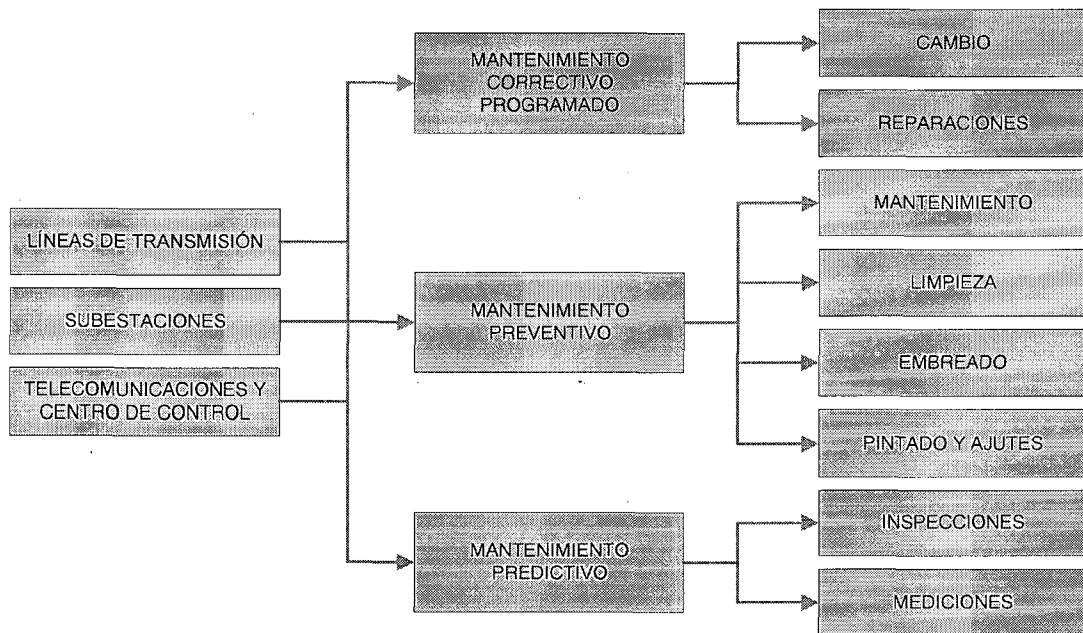 LÍNEAS DE TRANSMISIÓN
SUBESTACIONES
TELECOMUNICACIONES Y
CENTRO DE CONTROL
MANTENIMIENTO
CORRECTIVO
PROGRAMADO
MANTENIMIENTO
PREVENTIVO
MANTENIMIENTO
PREDICTIVO
CAMBIO
REPARACIONES
MANTENIMIENTO
LIMPIEZA
EMBREADO
PINTADO Y AJUTES
INSPECCIONES
MEDICIONES